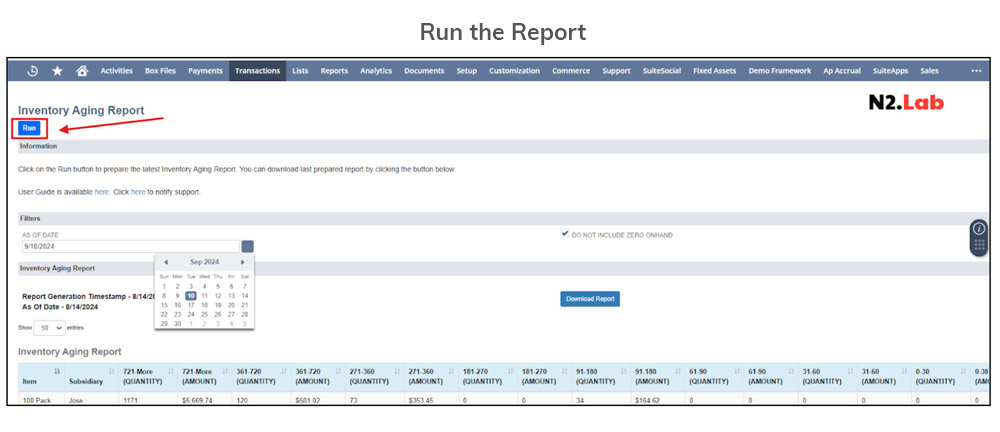 Run the Report
Activities Box Files Payments Transactions Lists Reports Analytics Documents Setup Customization Commerce Support SuiteSocial Fixed Assets Demo Framework Ap Accrual SuiteApps Sales ...
N2.Lab
Inventory Aging Report
Run
Information
Click on the Run button to prepare the latest Inventory Aging Report. You can download last prepared report by clicking the button below.
User Guide is available here. Click here to notify support.
Filters
AS OF DATE
9/10/2024
DO NOT INCLUDE ZERO ONHAND
Sep 2024
Sun Mon Tue Wed Thu Fri Sat
1 2 3 4 5 6 7
8 9 10 11 12 13 14
15 16 17 18 19 20 21
22 23 24 25 26 27 28
29 30 1 2 3 4 5
Inventory Aging Report
Report Generation Timestamp - 8/14/20
As Of Date - 8/14/2024
Download Report
Show 50 entries
Inventory Aging Report
Item Subsidiary 721-More (QUANTITY) 721-More (AMOUNT) 361-720 (QUANTITY) 361-720 (AMOUNT) 271-360 (QUANTITY) 271-360 (AMOUNT) 181-270 (QUANTITY) 181-270 (AMOUNT) 91-180 (QUANTITY) 91-180 (AMOUNT) 61-90 (QUANTITY) 61-90 (AMOUNT) 31-60 (QUANTITY) 31-60 (AMOUNT) 0-30 (QUANTITY) 0-30 (AM
100 Pack Jose 1171 $5,669.74 120 $581.02 73 $353.45 0 0 34 $164.62 0 0 0 0 0 0